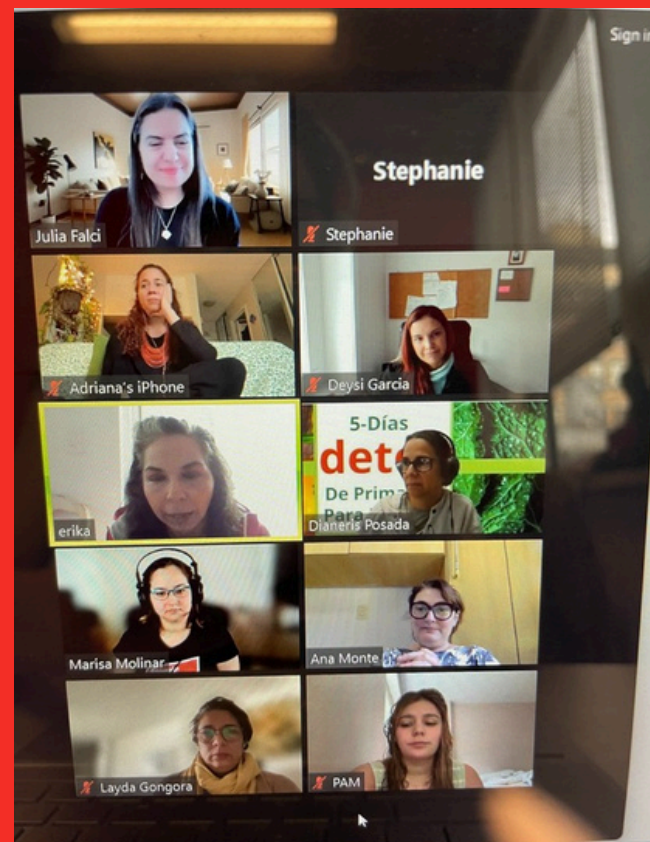 Sign in
Julia Falci
Stephanie
Stephanie
Adriana's iPhone
Deysi Garcia
erika
5-Días
det
De Prim
Para
Dianeris Posada
Marisa Molinar
Ana Monte
Layda Gongora
PAM